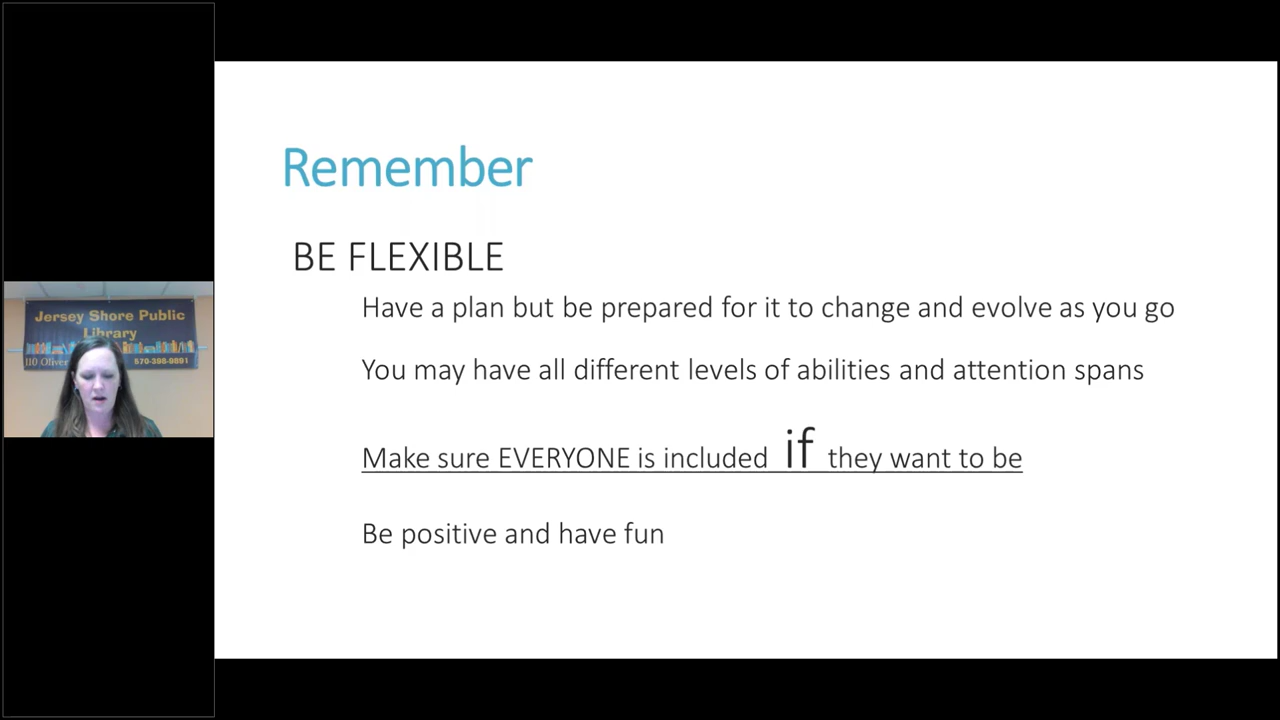 Remember
BE FLEXIBLE
Have a plan but be prepared for it to change and evolve as you go
You may have all different levels of abilities and attention spans
Make sure EVERYONE is included if they want to be
Be positive and have fun
Jersey Shore Public
Library
110 Oliver
570-398-9891